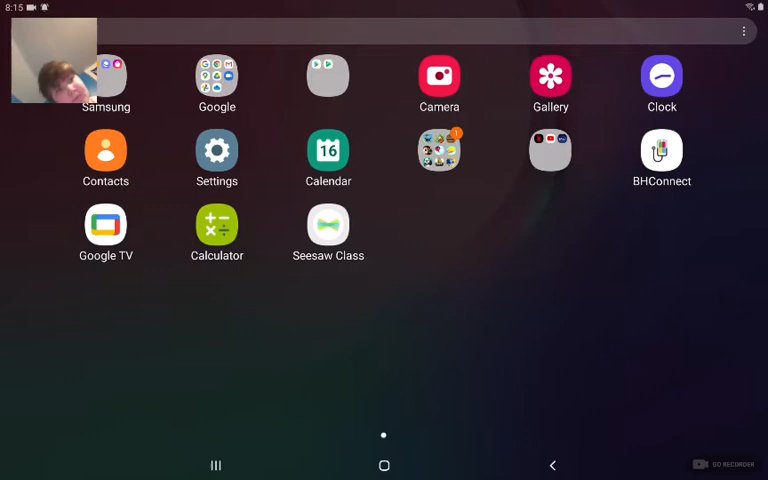 8:15
Samsung
Google
Camera
Gallery
Clock
Contacts
Settings
16
Calendar
1
BHConnect
Google TV
Calculator
Seesaw Class
GO RECORDER